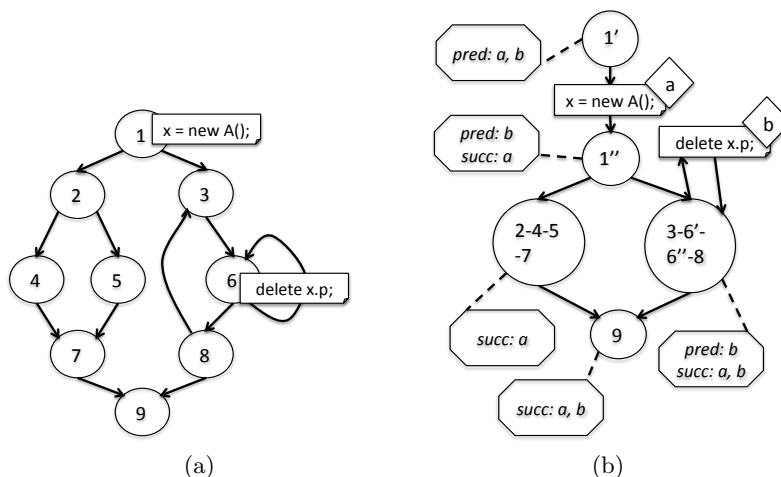 1
x = new A();
2
3
4
5
6
delete x.p;
7
8
9
(a)
1′
pred: a, b
a
x = new A();
b
delete x.p;
pred: b
succ: a
1′′
2-4-5
-7
3-6′-
6′′-8
succ: a
9
pred: b
succ: a, b
succ: a, b
(b)